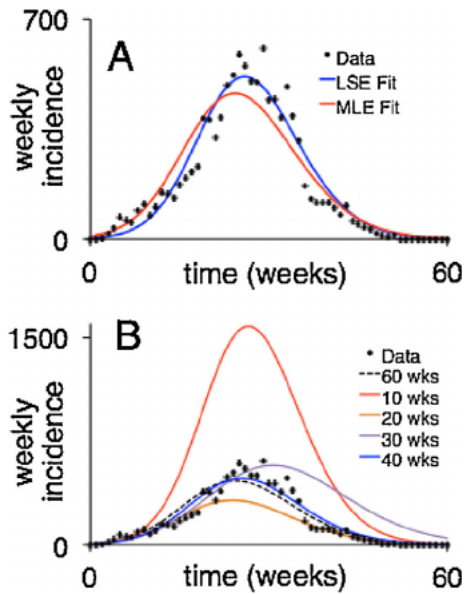 700
A
Data
LSE Fit
MLE Fit
weekly
incidence
0
0
time (weeks)
60
B
1500
Data
60 wks
10 wks
20 wks
30 wks
40 wks
weekly
incidence
0
0
time (weeks)
60